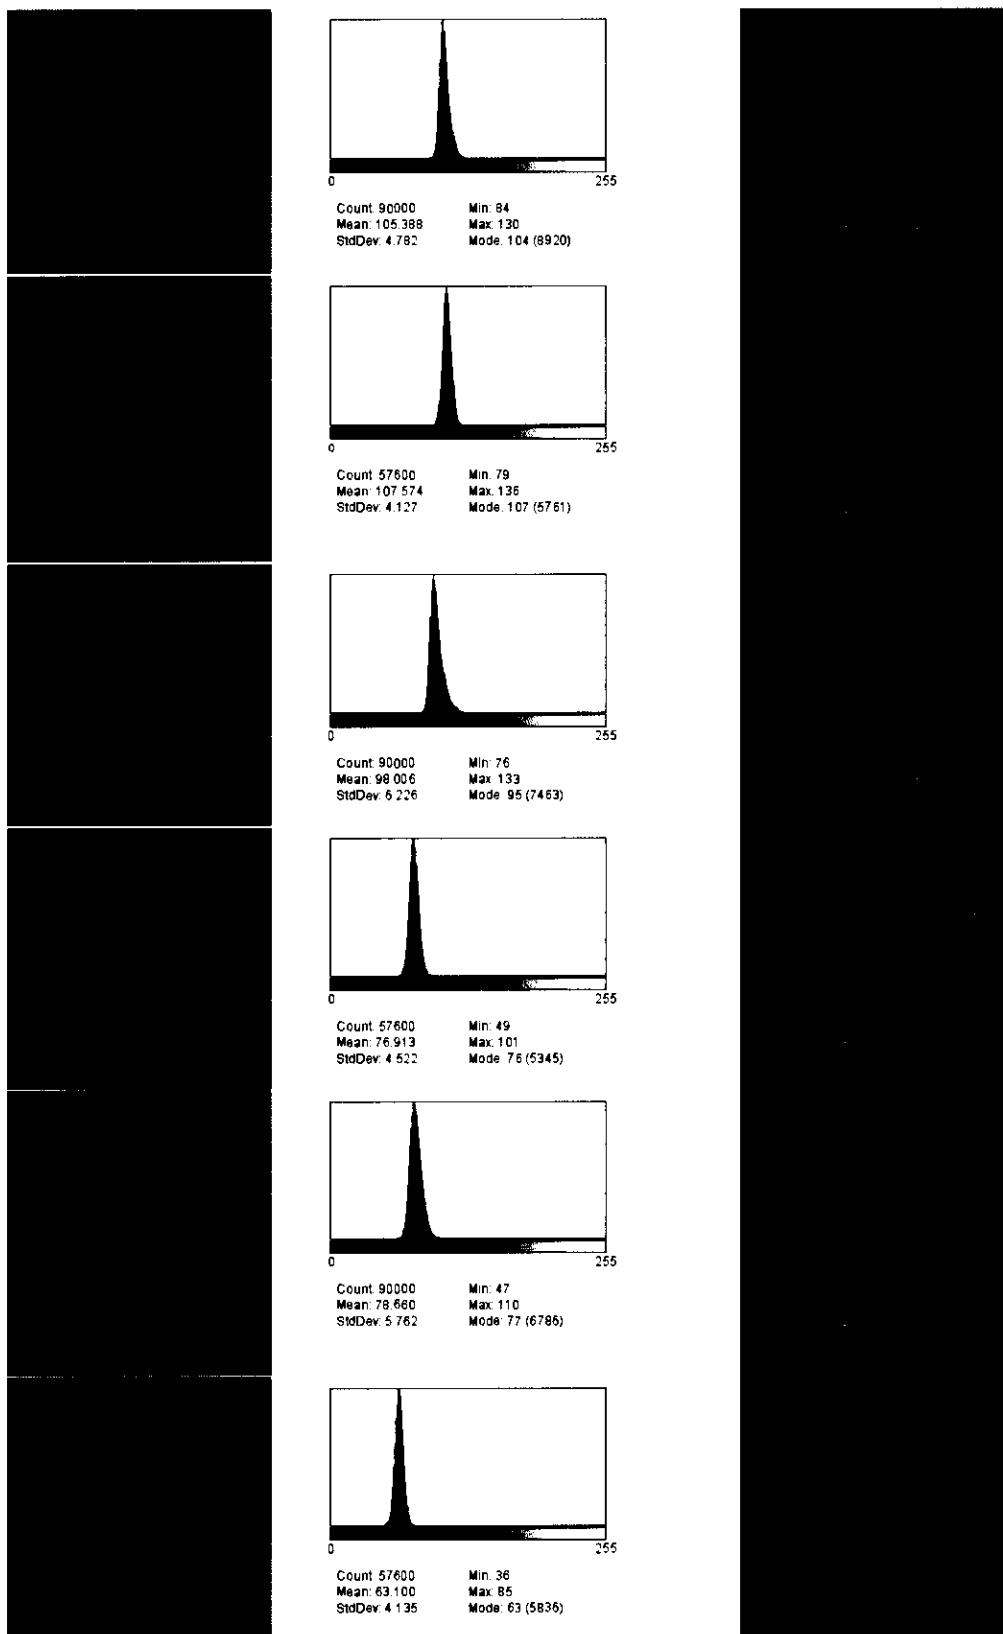 0 255
Count: 90000 Min: 84
Mean: 105.388 Max: 130
StdDev: 4.782 Mode: 104 (8920)
0 255
Count: 57600 Min: 79
Mean: 107.574 Max: 136
StdDev: 4.127 Mode: 107 (5761)
0 255
Count: 90000 Min: 76
Mean: 98.006 Max: 133
StdDev: 6.226 Mode: 95 (7463)
0 255
Count: 57600 Min: 49
Mean: 76.913 Max: 101
StdDev: 4.522 Mode: 76 (5345)
0 255
Count: 90000 Min: 47
Mean: 78.660 Max: 110
StdDev: 5.762 Mode: 77 (6786)
0 255
Count: 57600 Min: 36
Mean: 63.100 Max: 85
StdDev: 4.135 Mode: 63 (5836)